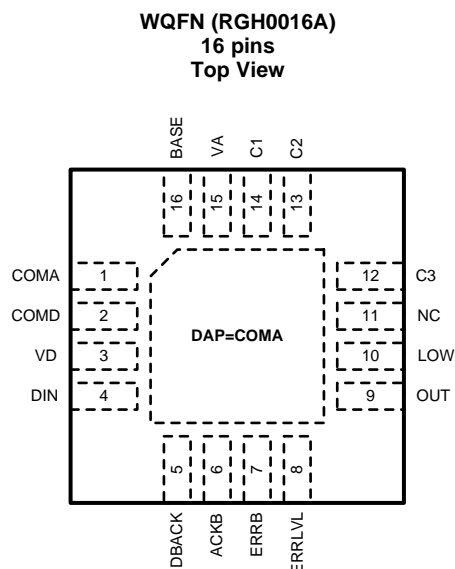 WQFN (RGH0016A)
16 pins
Top View
BASE
VA
C1
C2
16
15
14
13
COMA 1
COMD 2
VD 3
DIN 4
DAP=COMA
12 C3
11 NC
10 LOW
9 OUT
5
6
7
8
DBACK
ACKB
ERRB
ERRLVL